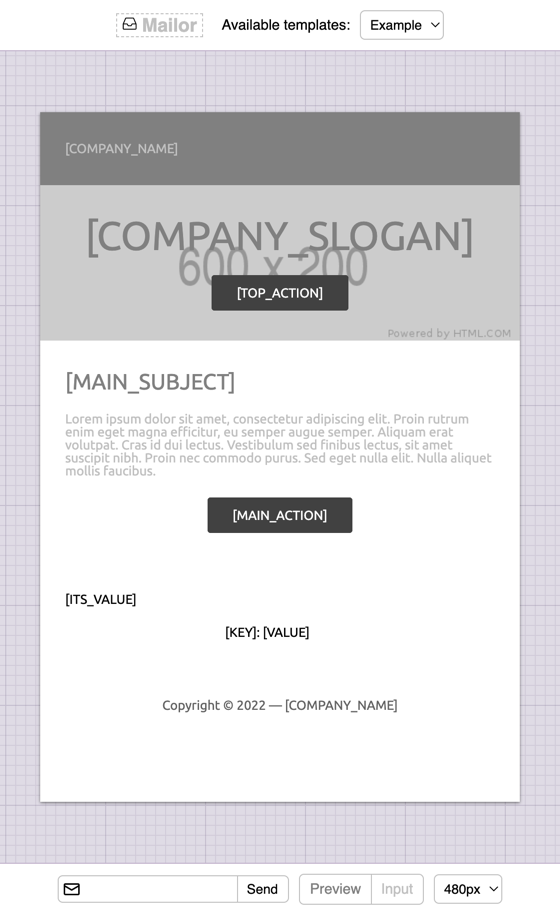 Mailor Available templates: Example
[COMPANY_NAME]
[COMPANY_SLOGAN]
600 x 200
[TOP_ACTION]
Powered by HTML.COM
[MAIN_SUBJECT]
Lorem ipsum dolor sit amet, consectetur adipiscing elit. Proin rutrum
enim eget magna efficitur, eu semper augue semper. Aliquam erat
volutpat. Cras id dui lectus. Vestibulum sed finibus lectus, sit amet
suscipit nibh. Proin nec commodo purus. Sed eget nulla elit. Nulla aliquet
mollis faucibus.
[MAIN_ACTION]
[ITS_VALUE]
[KEY]: [VALUE]
Copyright © 2022 — [COMPANY_NAME]
Send Preview Input 480px